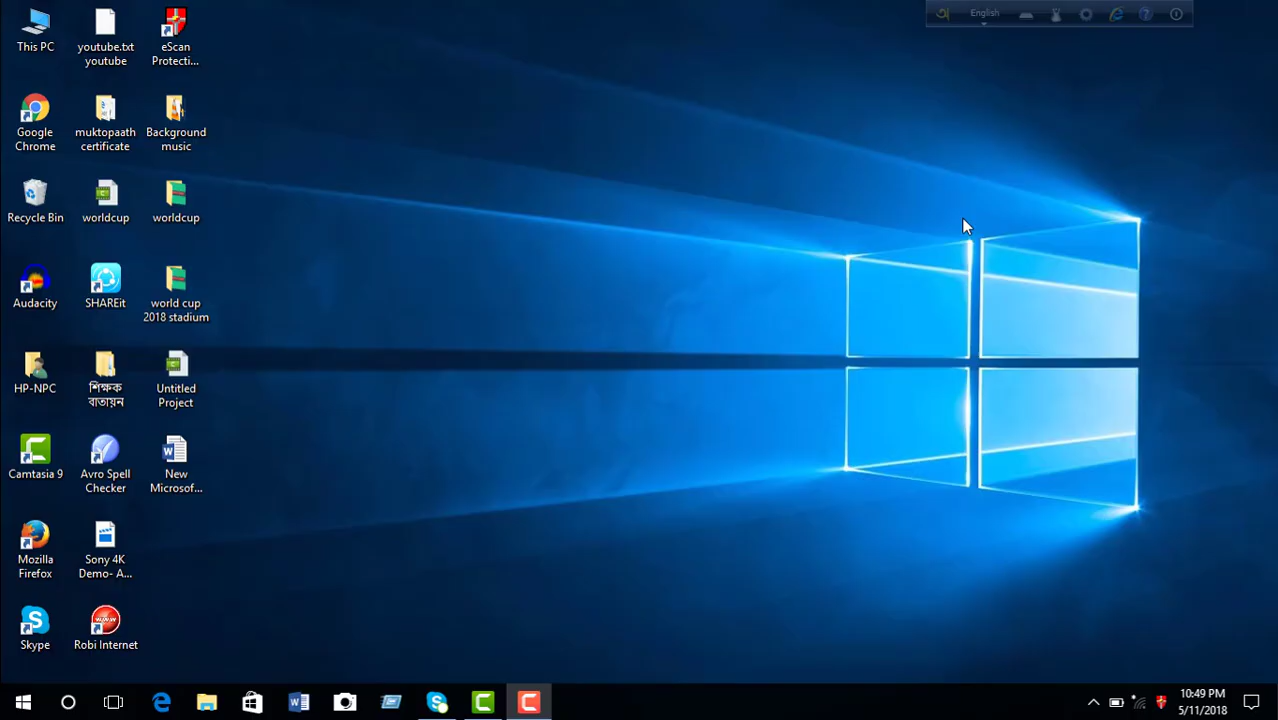 অ English
This PC
youtube.txt
youtube
eScan
Protecti...
Google
Chrome
muktopaath
certificate
Background
music
Recycle Bin
worldcup
worldcup
Audacity
SHAREit
world cup
2018 stadium
HP-NPC
শিক্ষক
বাতায়ন
Untitled
Project
Camtasia 9
Avro Spell
Checker
New
Microsof...
Mozilla
Firefox
Sony 4K
Demo- A...
Skype
Robi Internet
10:49 PM
5/11/2018